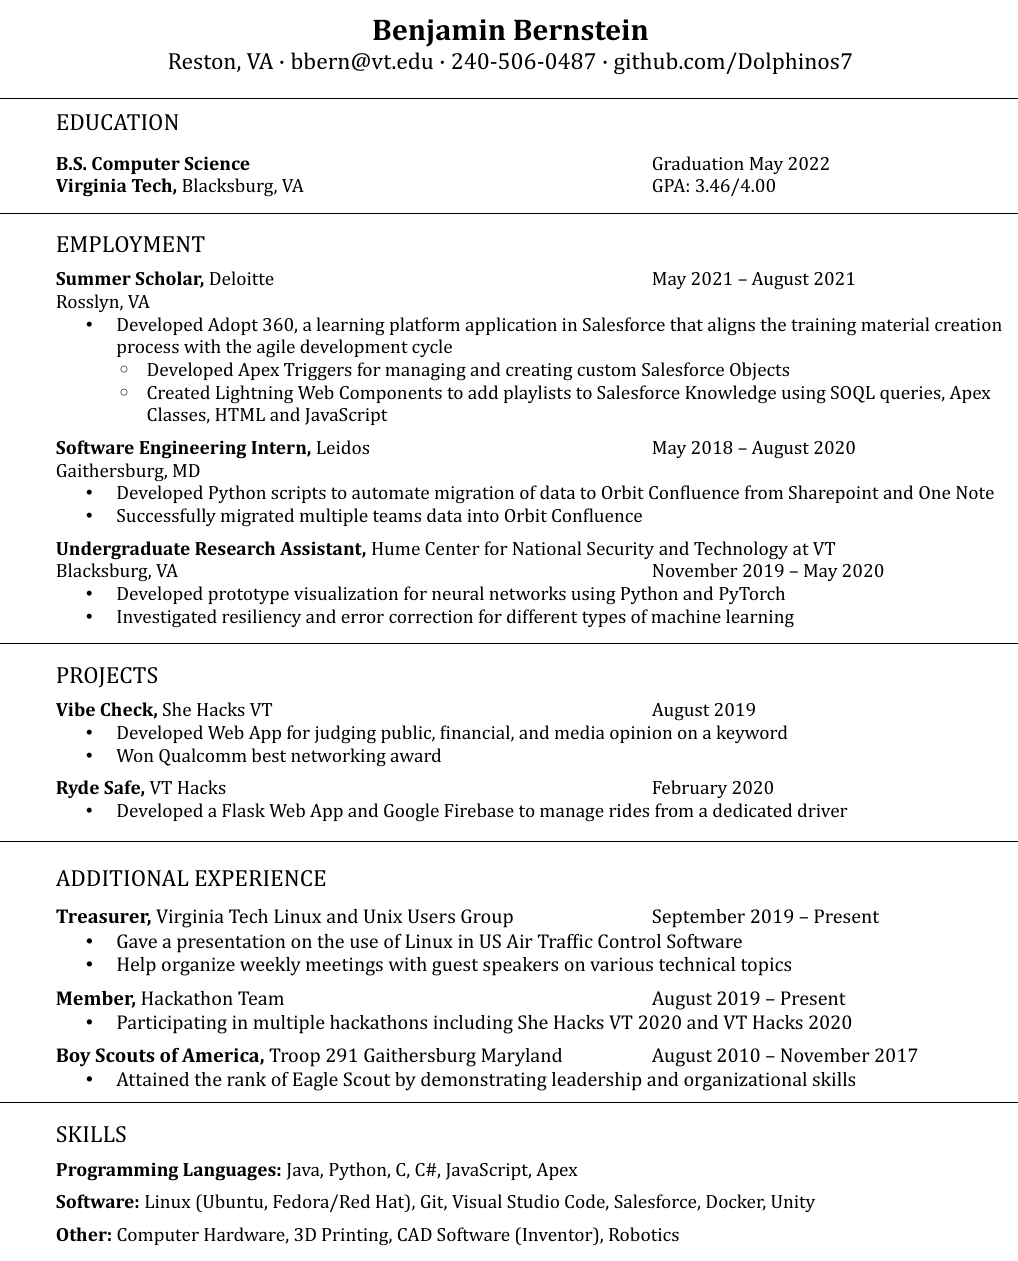 Benjamin Bernstein
Reston, VA · bbern@vt.edu · 240-506-0487 · github.com/Dolphinos7
EDUCATION
B.S. Computer Science Graduation May 2022
Virginia Tech, Blacksburg, VA GPA: 3.46/4.00
EMPLOYMENT
Summer Scholar, Deloitte May 2021 – August 2021
Rosslyn, VA
• Developed Adopt 360, a learning platform application in Salesforce that aligns the training material creation
process with the agile development cycle
○ Developed Apex Triggers for managing and creating custom Salesforce Objects
○ Created Lightning Web Components to add playlists to Salesforce Knowledge using SOQL queries, Apex
Classes, HTML and JavaScript
Software Engineering Intern, Leidos May 2018 – August 2020
Gaithersburg, MD
• Developed Python scripts to automate migration of data to Orbit Confluence from Sharepoint and One Note
• Successfully migrated multiple teams data into Orbit Confluence
Undergraduate Research Assistant, Hume Center for National Security and Technology at VT
Blacksburg, VA November 2019 – May 2020
• Developed prototype visualization for neural networks using Python and PyTorch
• Investigated resiliency and error correction for different types of machine learning
PROJECTS
Vibe Check, She Hacks VT August 2019
• Developed Web App for judging public, financial, and media opinion on a keyword
• Won Qualcomm best networking award
Ryde Safe, VT Hacks February 2020
• Developed a Flask Web App and Google Firebase to manage rides from a dedicated driver
ADDITIONAL EXPERIENCE
Treasurer, Virginia Tech Linux and Unix Users Group September 2019 – Present
• Gave a presentation on the use of Linux in US Air Traffic Control Software
• Help organize weekly meetings with guest speakers on various technical topics
Member, Hackathon Team August 2019 – Present
• Participating in multiple hackathons including She Hacks VT 2020 and VT Hacks 2020
Boy Scouts of America, Troop 291 Gaithersburg Maryland August 2010 – November 2017
• Attained the rank of Eagle Scout by demonstrating leadership and organizational skills
SKILLS
Programming Languages: Java, Python, C, C#, JavaScript, Apex
Software: Linux (Ubuntu, Fedora/Red Hat), Git, Visual Studio Code, Salesforce, Docker, Unity
Other: Computer Hardware, 3D Printing, CAD Software (Inventor), Robotics